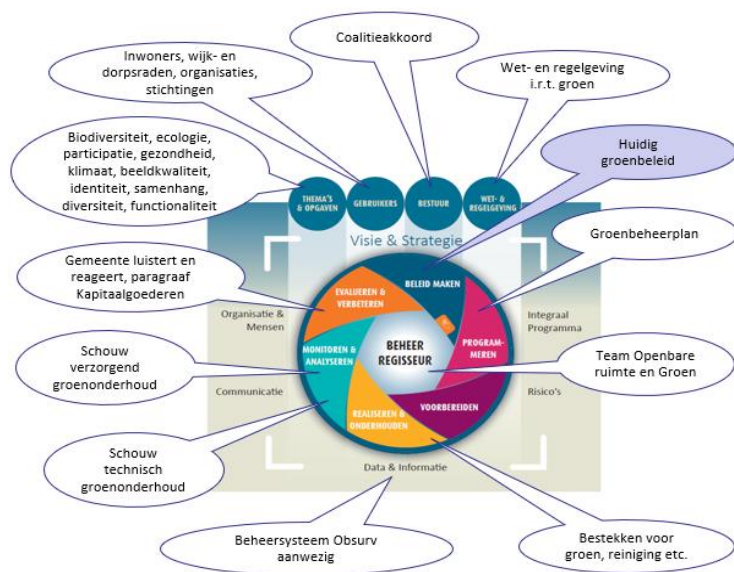 Coalitieakkoord
Inwoners, wijk- en
dorpsraden, organisaties,
stichtingen
Wet- en regelgeving
i.r.t. groen
Biodiversiteit, ecologie,
participatie, gezondheid,
klimaat, beeldkwaliteit,
identiteit, samenhang,
diversiteit, functionaliteit
Huidig
groenbeleid
THEMA'S
& OPGAVEN
GEBRUIKERS
BESTUUR
WET- &
REGELGEVING
Visie & Strategie
Groenbeheerplan
Gemeente luistert en
reageert, paragraaf
Kapitaalgoederen
EVALUEREN &
VERBETEREN
BELEID MAKEN
Organisatie &
Mensen
Integraal
Programma
MONITOREN &
ANALYSEREN
BEHEER
REGISSEUR
PROGRAM-
MEREN
Schouw
verzorgend
groenonderhoud
Team Openbare
ruimte en Groen
Communicatie
Risico's
REALISEREN &
ONDERHOUDEN
VOORBEREIDEN
Schouw
technisch
groenonderhoud
Data & Informatie
Beheersysteem Obsurv
aanwezig
Bestekken voor
groen, reiniging etc.